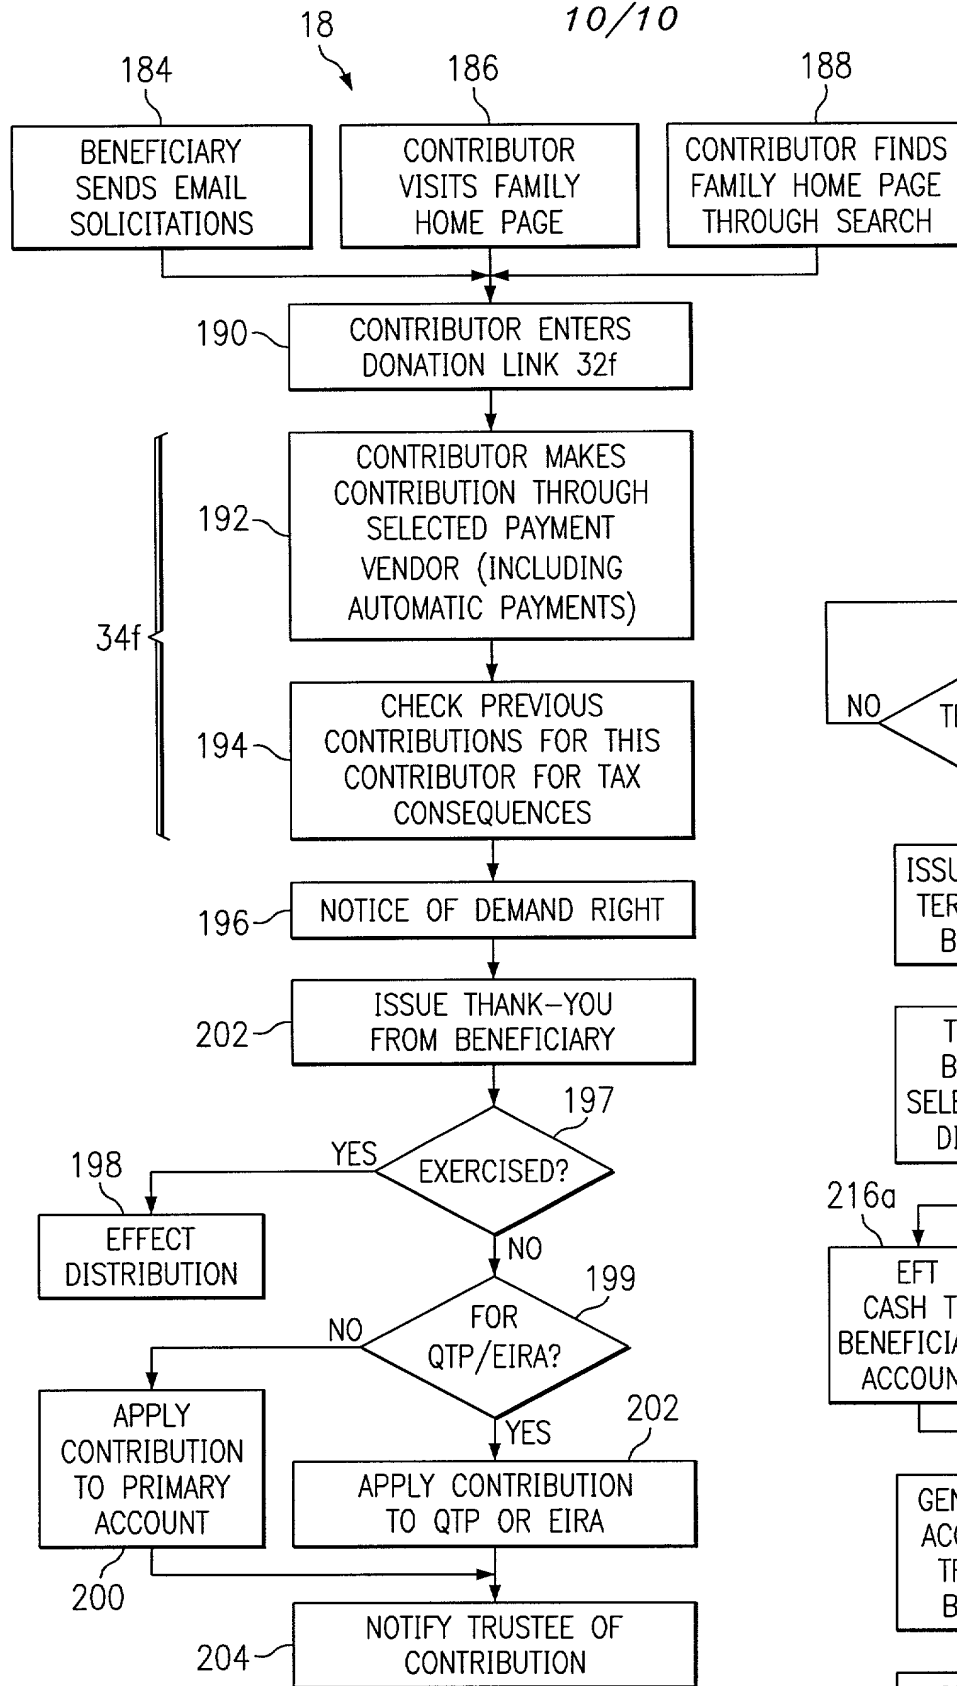 18
10/10
184
186
188
BENEFICIARY
SENDS EMAIL
SOLICITATIONS
CONTRIBUTOR
VISITS FAMILY
HOME PAGE
CONTRIBUTOR FINDS
FAMILY HOME PAGE
THROUGH SEARCH
190
CONTRIBUTOR ENTERS
DONATION LINK 32f
34f
192
CONTRIBUTOR MAKES
CONTRIBUTION THROUGH
SELECTED PAYMENT
VENDOR (INCLUDING
AUTOMATIC PAYMENTS)
194
CHECK PREVIOUS
CONTRIBUTIONS FOR THIS
CONTRIBUTOR FOR TAX
CONSEQUENCES
196
NOTICE OF DEMAND RIGHT
202
ISSUE THANK-YOU
FROM BENEFICIARY
197
EXERCISED?
YES
NO
198
EFFECT
DISTRIBUTION
199
FOR
QTP/EIRA?
NO
YES
APPLY
CONTRIBUTION
TO PRIMARY
ACCOUNT
200
202
APPLY CONTRIBUTION
TO QTP OR EIRA
204
NOTIFY TRUSTEE OF
CONTRIBUTION
NO
216a
EFT
CASH